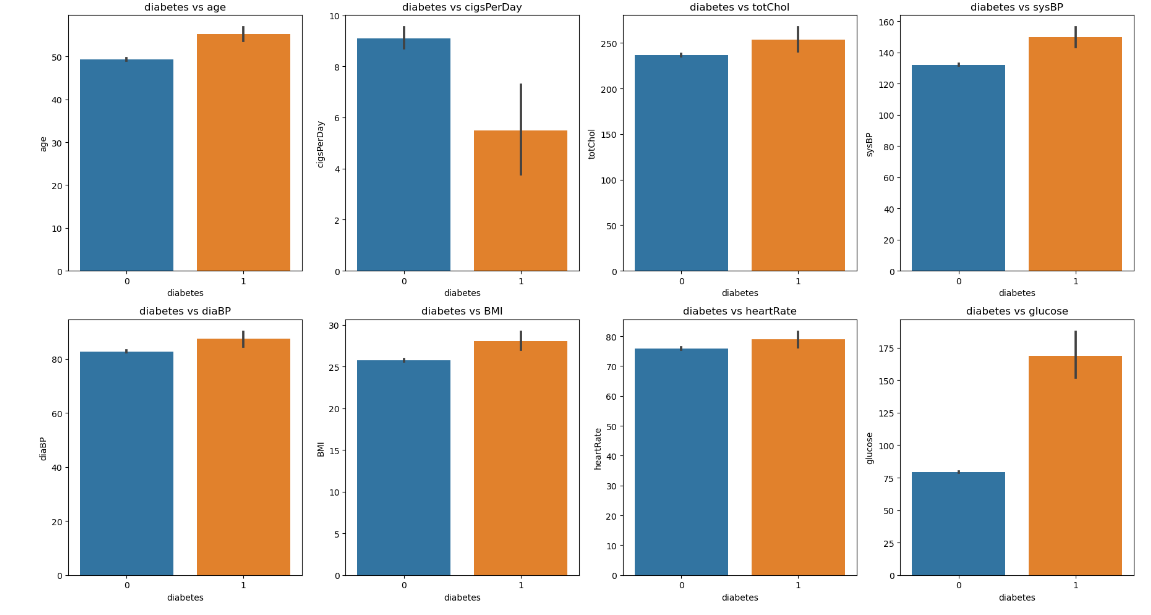 diabetes vs age
60
50
40
30
20
10
0
age
0 1
diabetes
diabetes vs cigsPerDay
10
8
6
4
2
0
cigsPerDay
0 1
diabetes
diabetes vs totChol
250
200
150
100
50
0
totChol
0 1
diabetes
diabetes vs sysBP
160
140
120
100
80
60
40
20
0
sysBP
0 1
diabetes
diabetes vs diaBP
80
60
40
20
0
diaBP
0 1
diabetes
diabetes vs BMI
30
25
20
15
10
5
0
BMI
0 1
diabetes
diabetes vs heartRate
80
70
60
50
40
30
20
10
0
heartRate
0 1
diabetes
diabetes vs glucose
175
150
125
100
75
50
25
0
glucose
0 1
diabetes